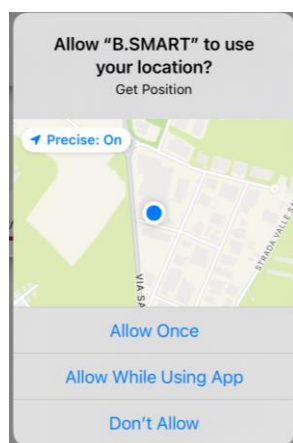 Allow “B.SMART” to use
your location?
Get Position
Precise: On
STRADA VALLE SA
VIA SA
Allow Once
Allow While Using App
Don’t Allow